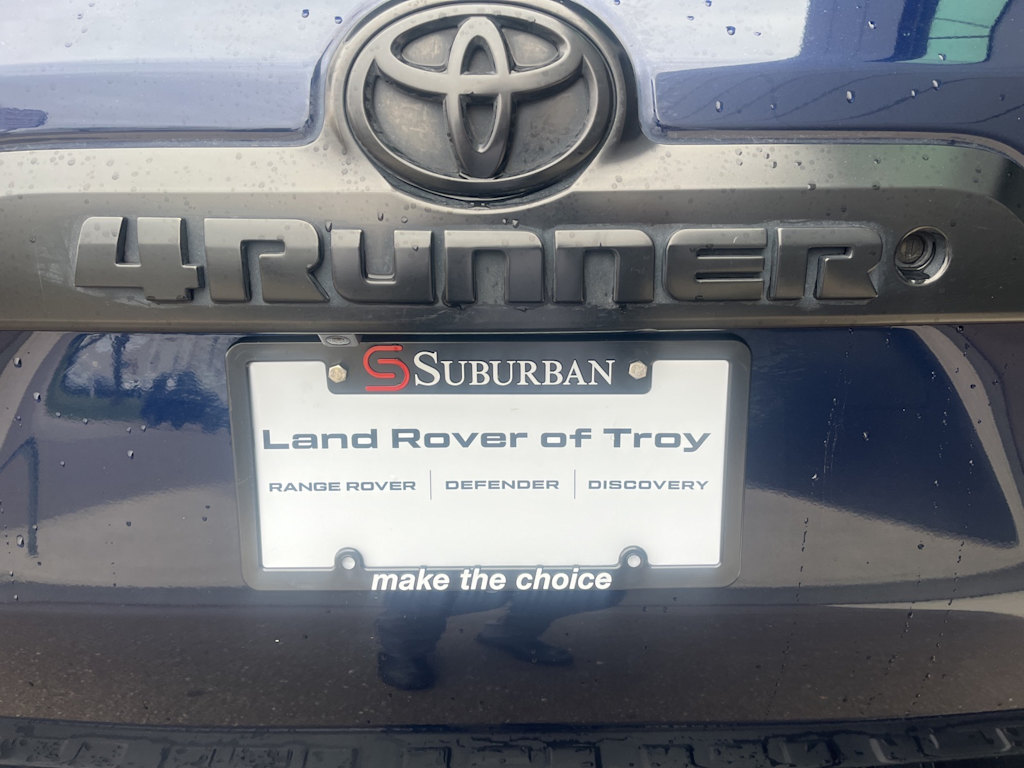 4RUNNER
SUBURBAN
Land Rover of Troy
RANGE ROVER | DEFENDER | DISCOVERY
make the choice